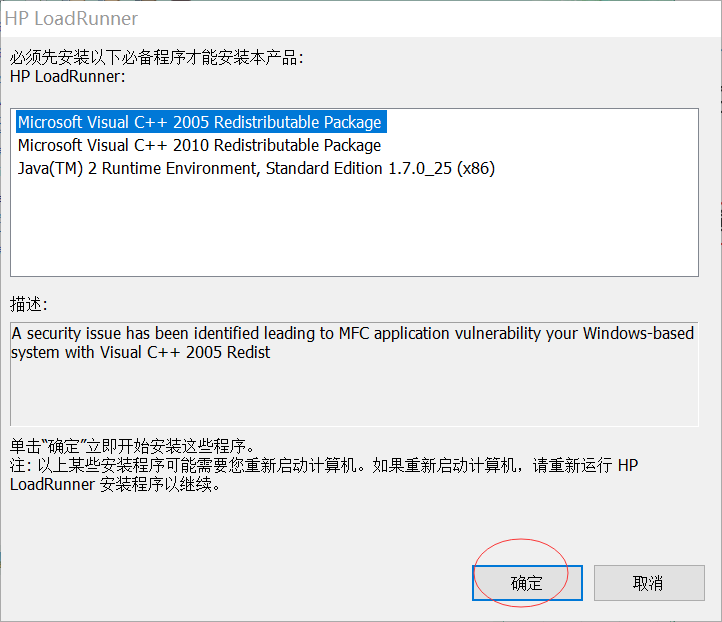 HP LoadRunner
必须先安装以下必备程序才能安装本产品:
HP LoadRunner:
Microsoft Visual C++ 2005 Redistributable Package
Microsoft Visual C++ 2010 Redistributable Package
Java(TM) 2 Runtime Environment, Standard Edition 1.7.0_25 (x86)
描述:
A security issue has been identified leading to MFC application vulnerability your Windows-based
system with Visual C++ 2005 Redist
单击“确定”立即开始安装这些程序。
注: 以上某些安装程序可能需要您重新启动计算机。如果重新启动计算机，请重新运行 HP
LoadRunner 安装程序以继续。
确定
取消